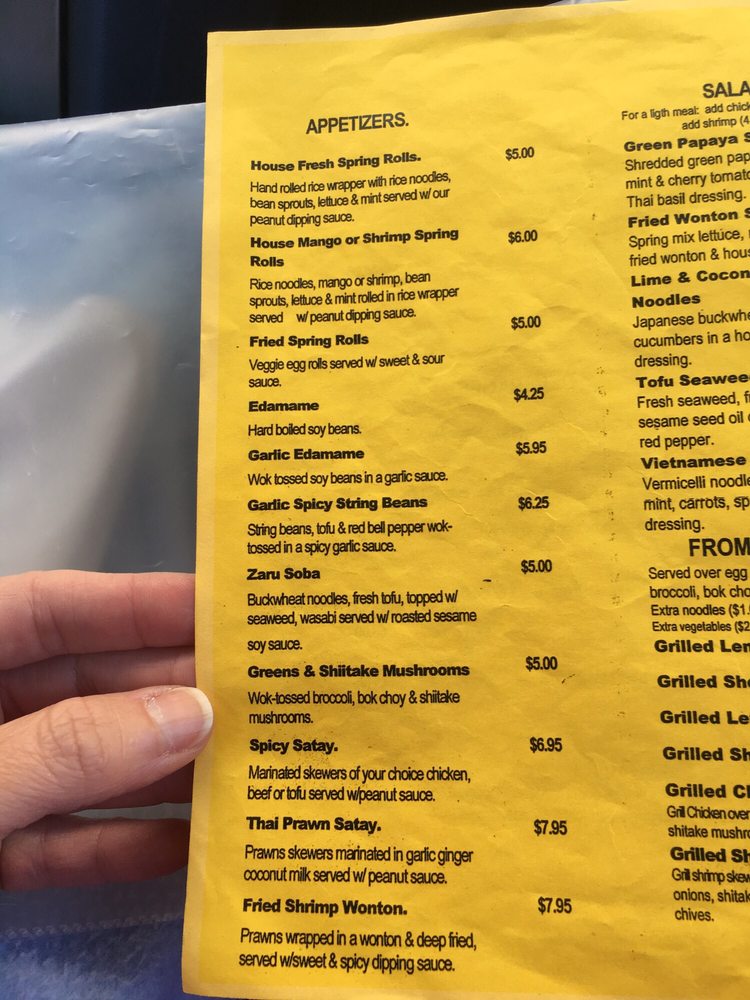 APPETIZERS.
House Fresh Spring Rolls. $5.00
Hand rolled rice wrapper with rice noodles,
bean sprouts, lettuce & mint served w/ our
peanut dipping sauce.
House Mango or Shrimp Spring $6.00
Rolls
Rice noodles, mango or shrimp, bean
sprouts, lettuce & mint rolled in rice wrapper
served w/ peanut dipping sauce.
Fried Spring Rolls $5.00
Veggie egg rolls served w/ sweet & sour
sauce.
Edamame $4.25
Hard boiled soy beans.
Garlic Edamame $5.95
Wok tossed soy beans in a garlic sauce.
Garlic Spicy String Beans $6.25
String beans, tofu & red bell pepper wok-
tossed in a spicy garlic sauce.
Zaru Soba $5.00
Buckwheat noodles, fresh tofu, topped w/
seaweed, wasabi served w/ roasted sesame
soy sauce.
Greens & Shiitake Mushrooms $5.00
Wok-tossed broccoli, bok choy & shiitake
mushrooms.
Spicy Satay. $6.95
Marinated skewers of your choice chicken,
beef or tofu served w/peanut sauce.
Thai Prawn Satay. $7.95
Prawns skewers marinated in garlic ginger
coconut milk served w/ peanut sauce.
Fried Shrimp Wonton. $7.95
Prawns wrapped in a wonton & deep fried,
served w/sweet & spicy dipping sauce.
SALA
For a ligth meal: add chick
add shrimp (4
Green Papaya S
Shredded green pap
mint & cherry tomato
Thai basil dressing.
Fried Wonton S
Spring mix lettuce,
fried wonton & hous
Lime & Cocon
Noodles
Japanese buckwhe
cucumbers in a ho
dressing.
Tofu Seawee
Fresh seaweed, f
sesame seed oil
red pepper.
Vietnamese
Vermicelli noodle
mint, carrots, sp
dressing.
FROM
Served over egg
broccoli, bok cho
Extra noodles ($1.
Extra vegetables ($2
Grilled Len
Grilled She
Grilled Le
Grilled Sh
Grilled Cl
Grill Chicken over
shitake mushro
Grilled Sh
Grill shrimp skew
onions, shitak
chives.